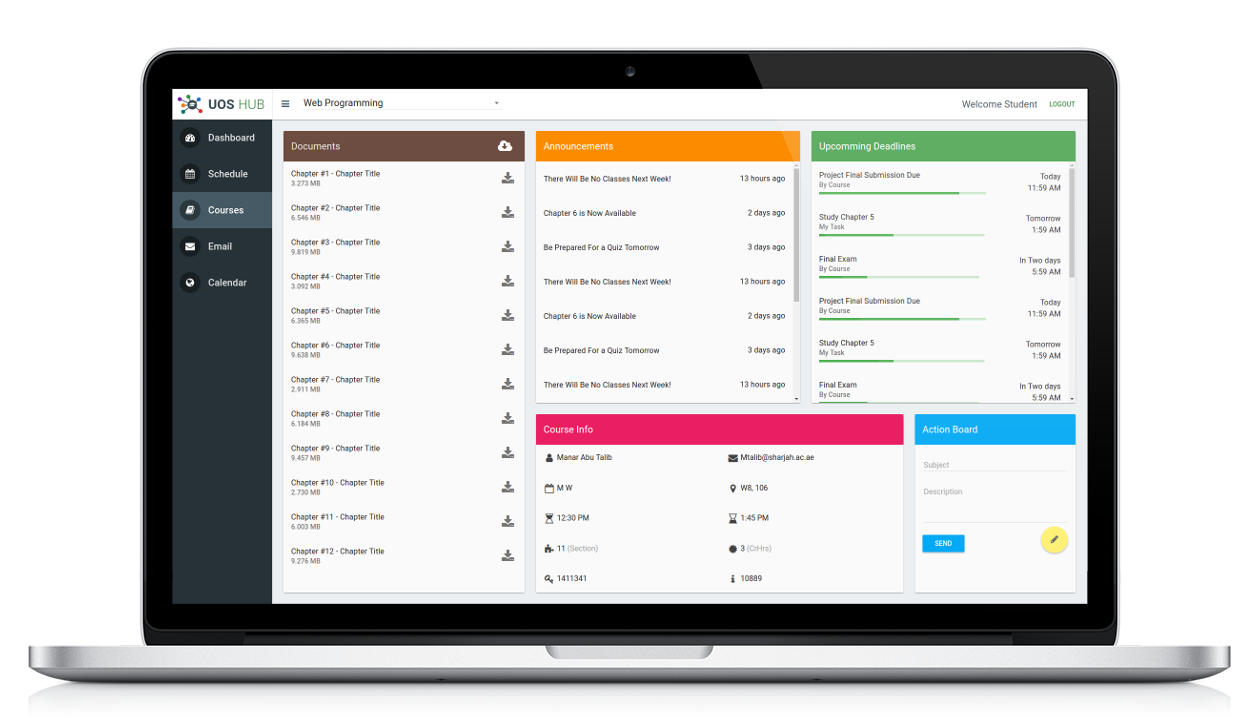 UOS HUB
Web Programming
Welcome Student
LOGOUT
Dashboard
Schedule
Courses
Email
Calendar
Documents
Chapter #1 - Chapter Title
3.273 MB
Chapter #2 - Chapter Title
6.546 MB
Chapter #3 - Chapter Title
9.819 MB
Chapter #4 - Chapter Title
3.092 MB
Chapter #5 - Chapter Title
6.365 MB
Chapter #6 - Chapter Title
9.638 MB
Chapter #7 - Chapter Title
2.911 MB
Chapter #8 - Chapter Title
6.184 MB
Chapter #9 - Chapter Title
9.457 MB
Chapter #10 - Chapter Title
2.730 MB
Chapter #11 - Chapter Title
6.003 MB
Chapter #12 - Chapter Title
9.276 MB
Announcements
There Will Be No Classes Next Week! 13 hours ago
Chapter 6 is Now Available 2 days ago
Be Prepared For a Quiz Tomorrow 3 days ago
There Will Be No Classes Next Week! 13 hours ago
Chapter 6 is Now Available 2 days ago
Be Prepared For a Quiz Tomorrow 3 days ago
There Will Be No Classes Next Week! 13 hours ago
Upcomming Deadlines
Project Final Submission Due Today
By Course 11:59 AM
Study Chapter 5 Tomorrow
My Task 1:59 AM
Final Exam In Two days
By Course 5:59 AM
Project Final Submission Due Today
By Course 11:59 AM
Study Chapter 5 Tomorrow
My Task 1:59 AM
Final Exam In Two days
By Course 5:59 AM
Course Info
Manar Abu Talib Mtalib@sharjah.ac.ae
M W W8, 106
12:30 PM 1:45 PM
11 (Section) 3 (CrHrs)
1411341 10889
Action Board
Subject
Description
SEND